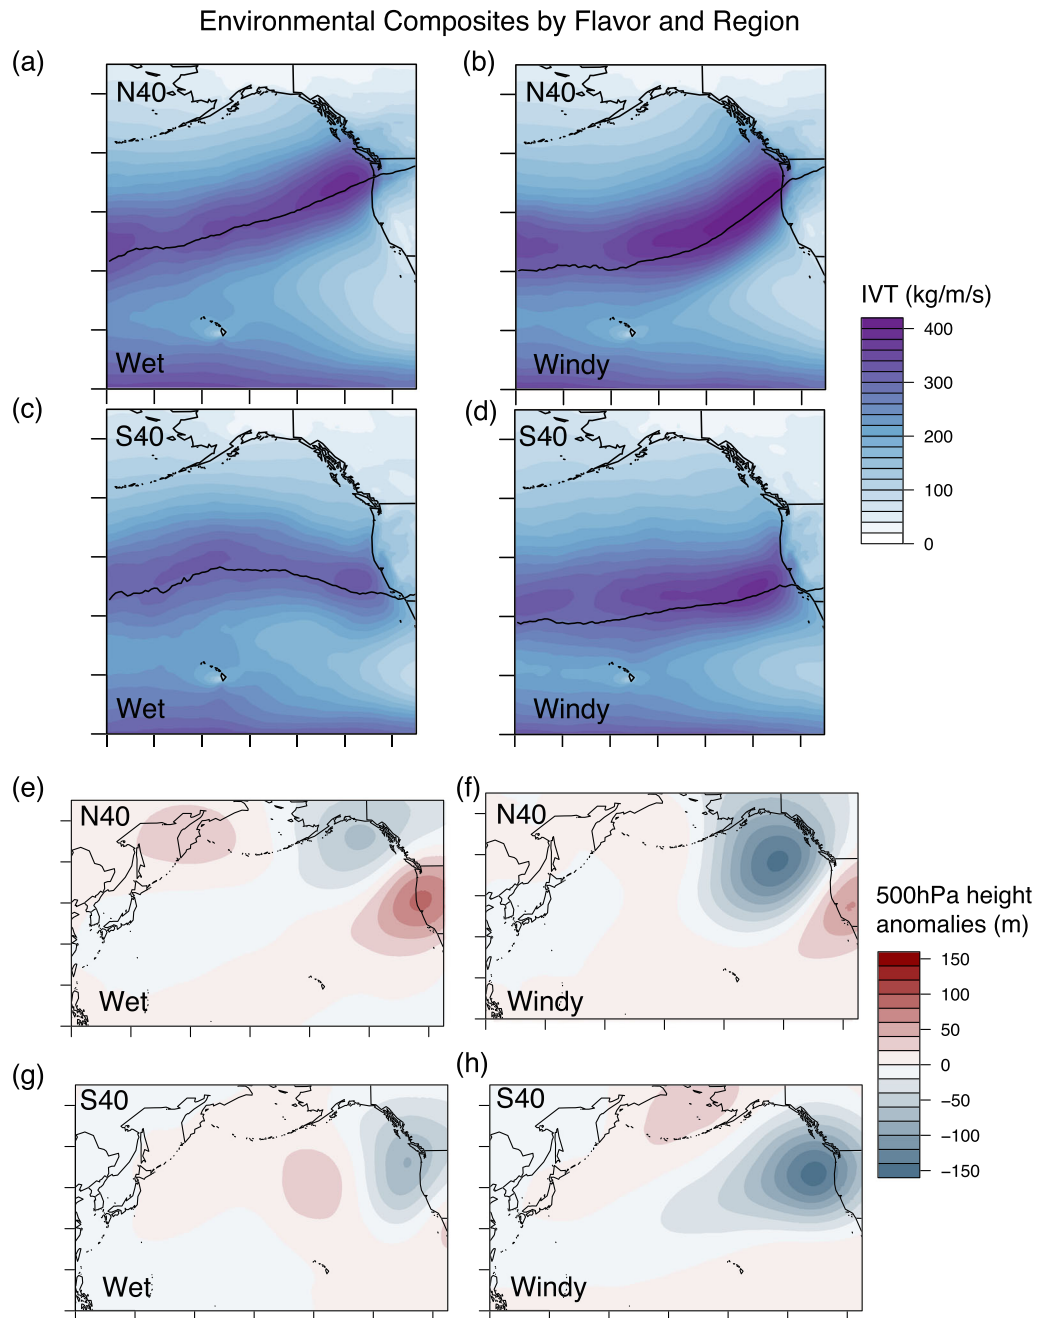 Environmental Composites by Flavor and Region
(a)
(b)
N40
N40
Wet
Windy
IVT (kg/m/s)
400
300
200
100
0
(c)
(d)
S40
S40
Wet
Windy
(e)
(f)
N40
N40
Wet
Windy
500hPa height
anomalies (m)
150
100
50
0
−50
−100
−150
(g)
(h)
S40
S40
Wet
Windy